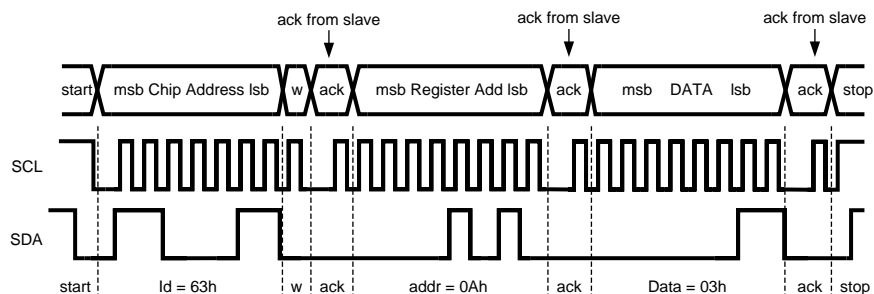 ack from slave ack from slave ack from slave
start msb Chip Address lsb w ack msb Register Add lsb ack msb DATA lsb ack stop
SCL
SDA
start Id = 63h w ack addr = 0Ah ack Data = 03h ack stop